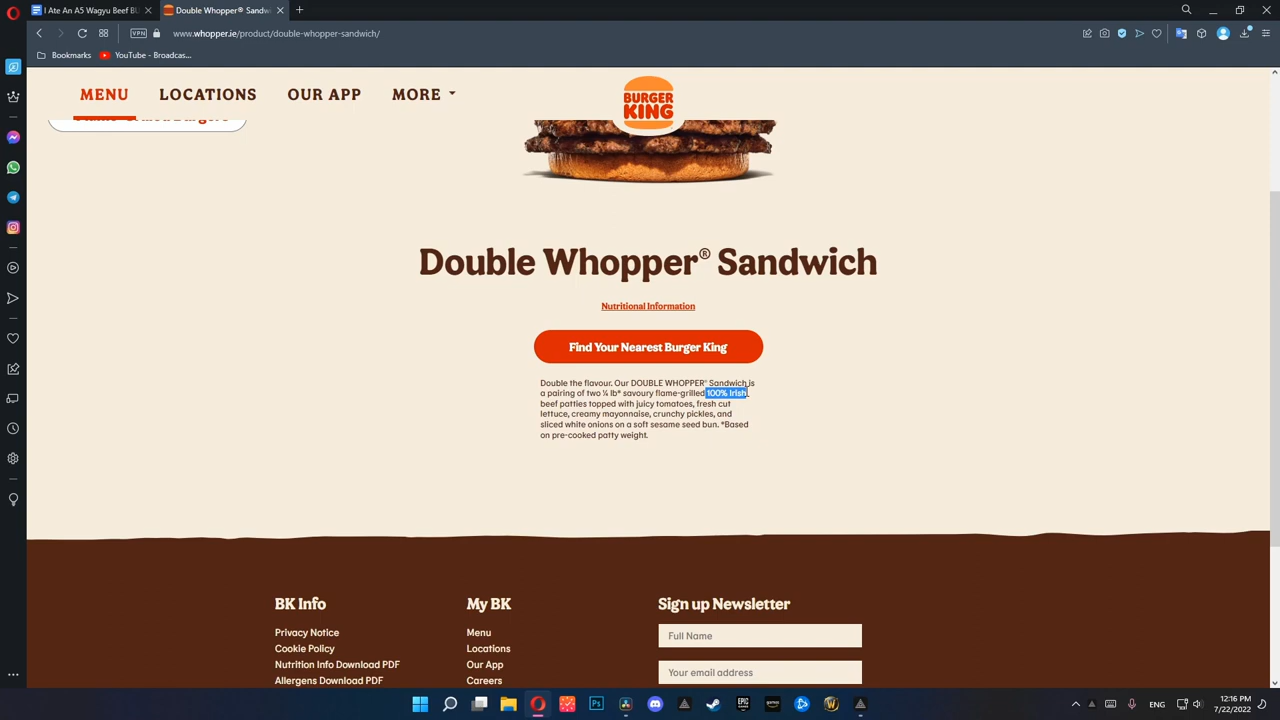 I Ate An A5 Wagyu Beef BU
Double Whopper® Sandw
VPN
www.whopper.ie/product/double-whopper-sandwich/
Bookmarks
YouTube - Broadcas...
MENU
LOCATIONS
OUR APP
MORE
BURGER
KING
Double Whopper® Sandwich
Nutritional Information
Find Your Nearest Burger King
Double the flavour. Our DOUBLE WHOPPER® Sandwich is
a pairing of two ¼ lb* savoury flame-grilled 100% Irish
beef patties topped with juicy tomatoes, fresh cut
lettuce, creamy mayonnaise, crunchy pickles, and
sliced white onions on a soft sesame seed bun. *Based
on pre-cooked patty weight.
BK Info
Privacy Notice
Cookie Policy
Nutrition Info Download PDF
Allergens Download PDF
My BK
Menu
Locations
Our App
Careers
Sign up Newsletter
Full Name
Your email address
Ps
EPIC
GAMES
ENG
12:16 PM
7/22/2022